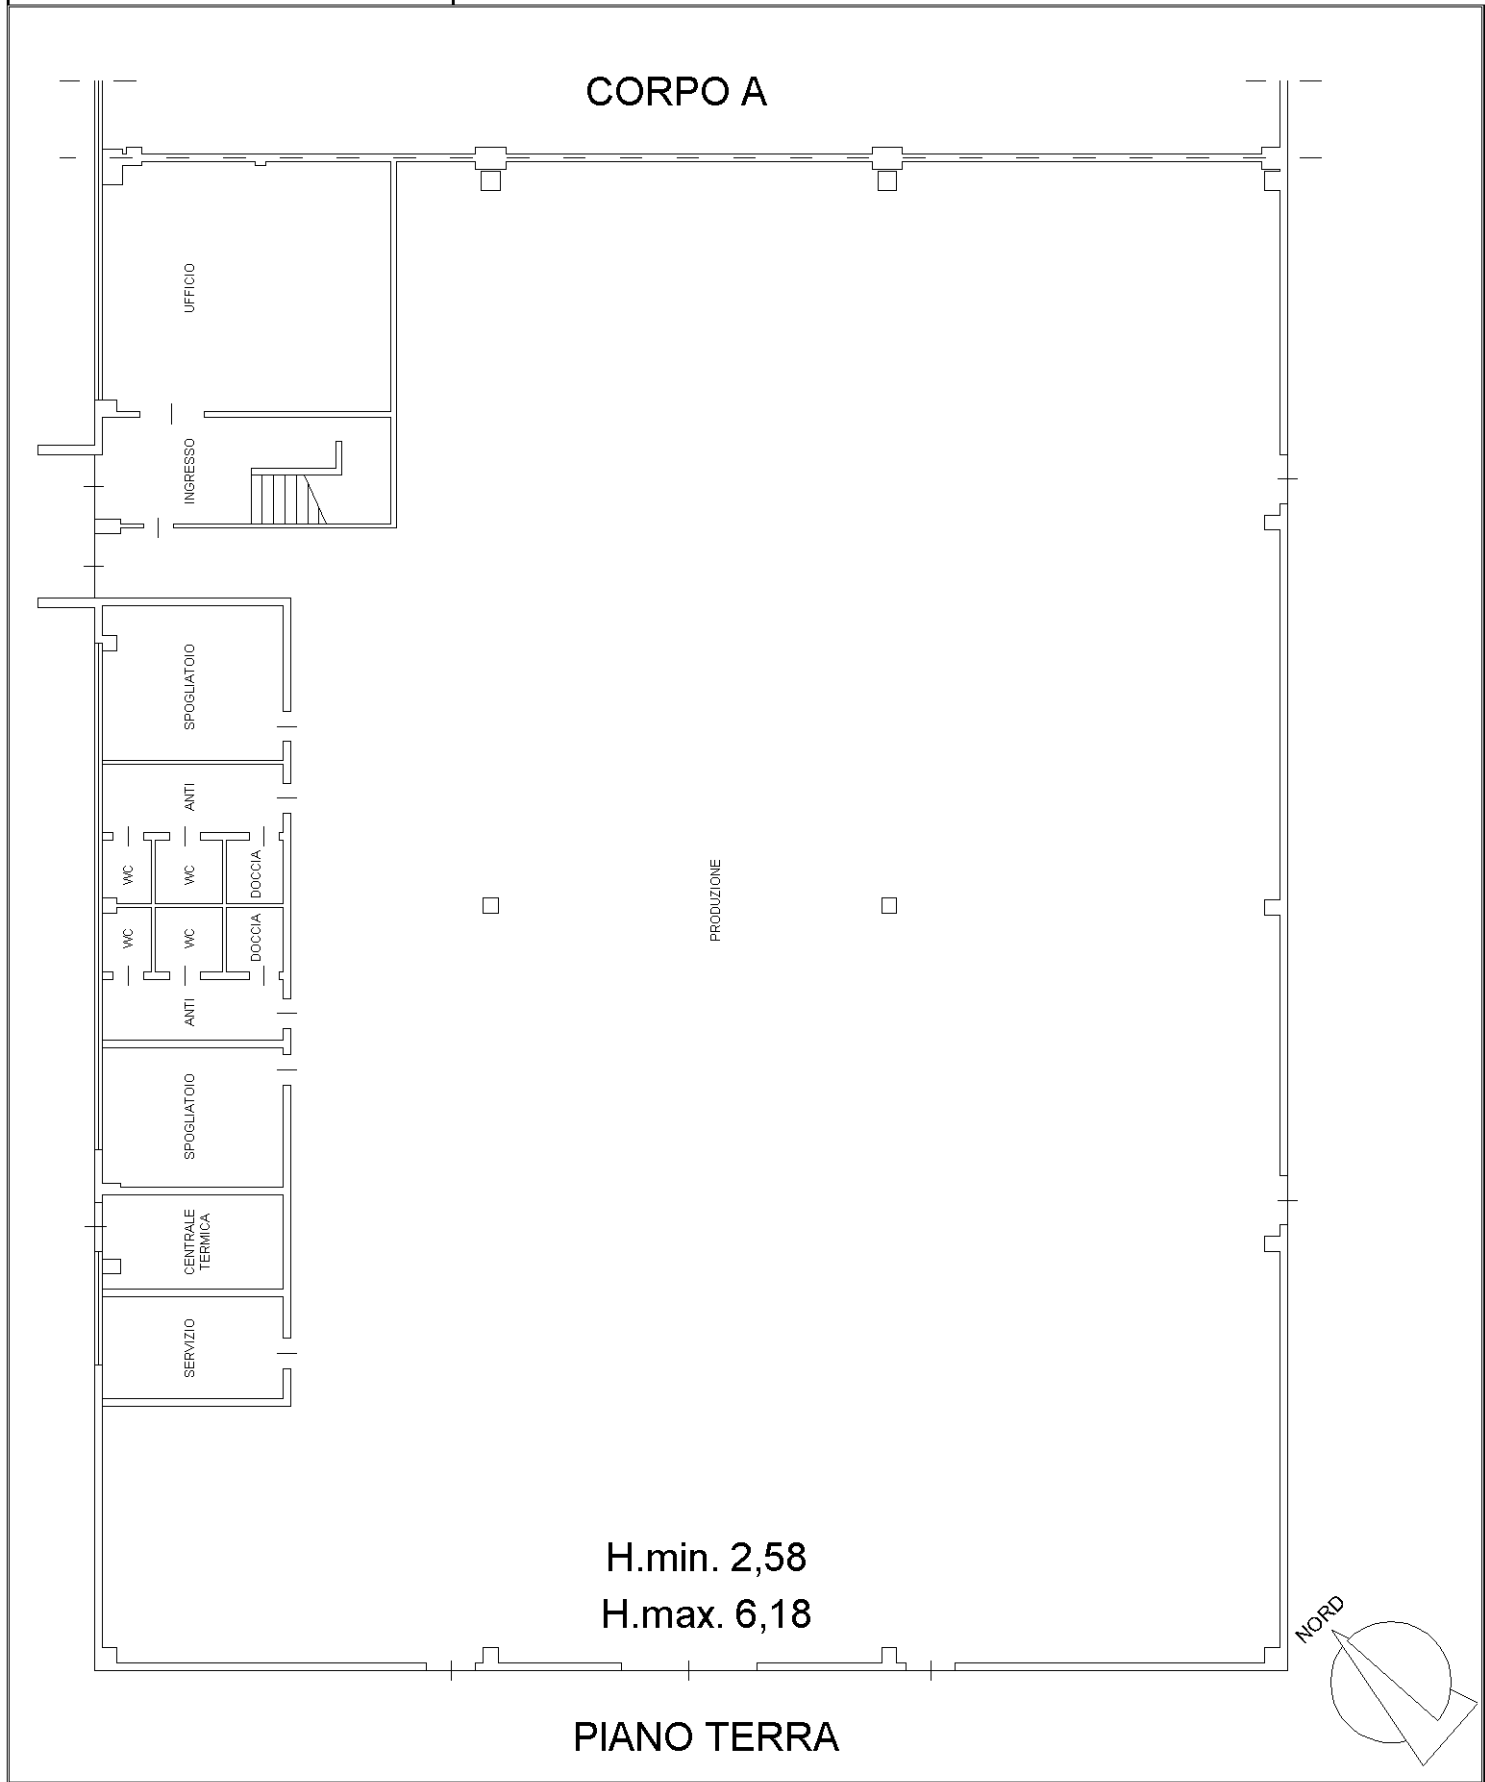 CORPO A
UFFICIO
INGRESSO
SPOGLIATOIO
ANTI
WC
WC
DOCCIA
WC
WC
DOCCIA
ANTI
PRODUZIONE
SPOGLIATOIO
CENTRALE
TERMICA
SERVIZIO
H.min. 2,58
H.max. 6,18
NORD
PIANO TERRA